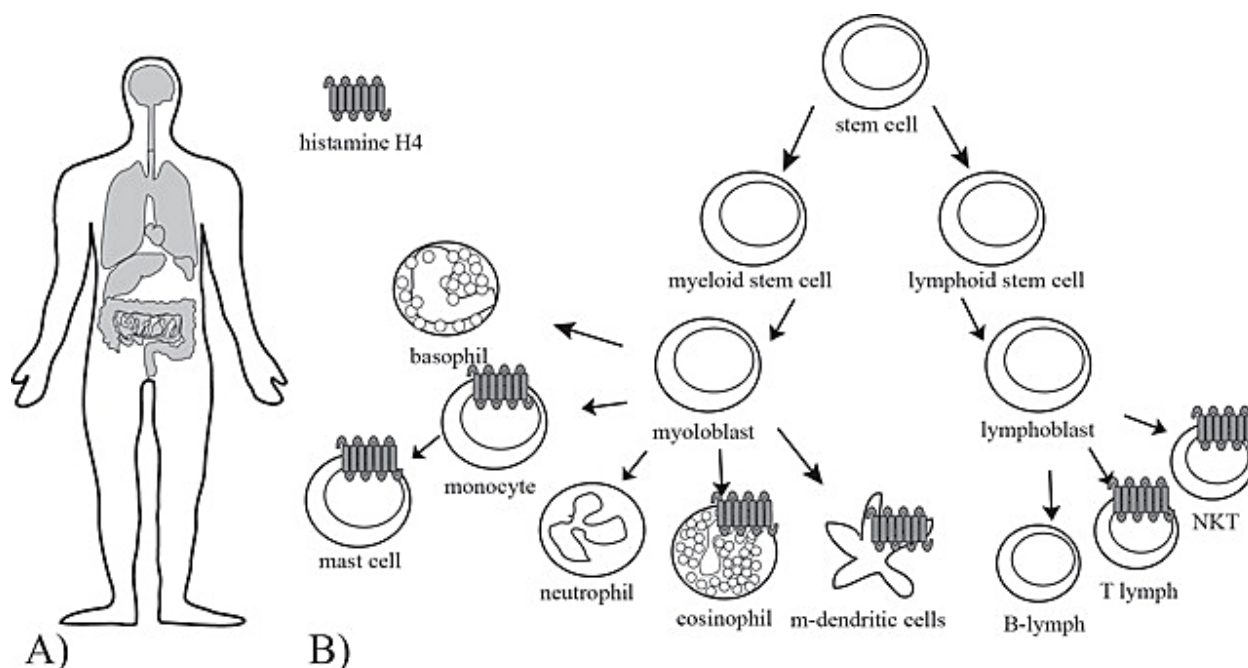 histamine H4
stem cell
myeloid stem cell
lymphoid stem cell
basophil
myoloblast
lymphoblast
monocyte
mast cell
neutrophil
eosinophil
m-dendritic cells
B-lymph
T lymph
NKT
A)
B)